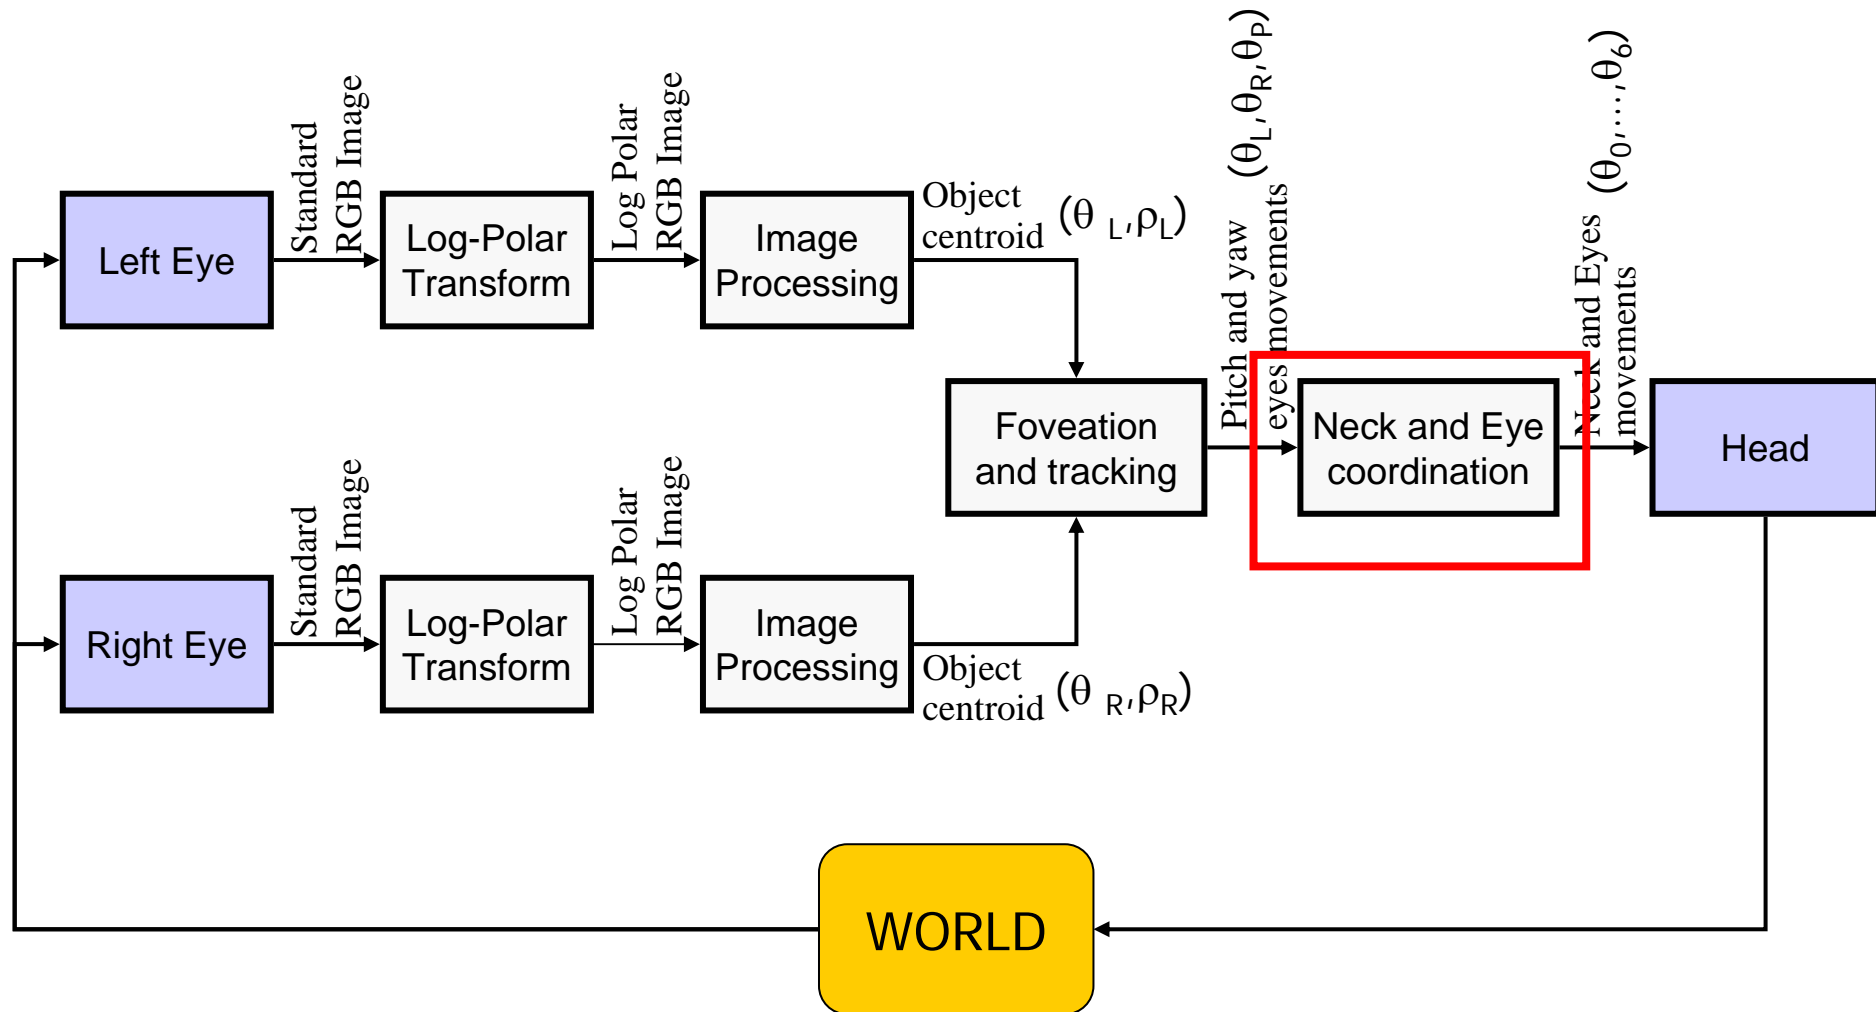 Left Eye
Standard
RGB Image
Log-Polar
Transform
Log Polar
RGB Image
Image
Processing
Object
centroid (θ L,ρL)
Right Eye
Standard
RGB Image
Log-Polar
Transform
Log Polar
RGB Image
Image
Processing
Object
centroid (θ R,ρR)
Foveation
and tracking
Pitch and yaw
eyes movements
(θL,θR,θP)
Neck and Eye
coordination
Neck and Eyes
movements
(θ0,...,θ6)
Head
WORLD